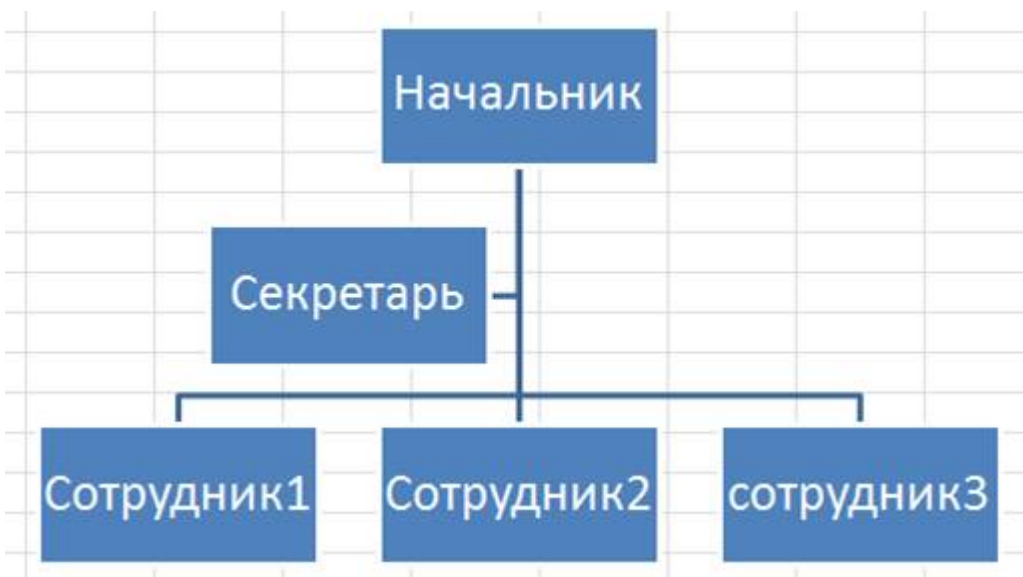 Начальник
Секретарь
Сотрудник1
Сотрудник2
сотрудник3